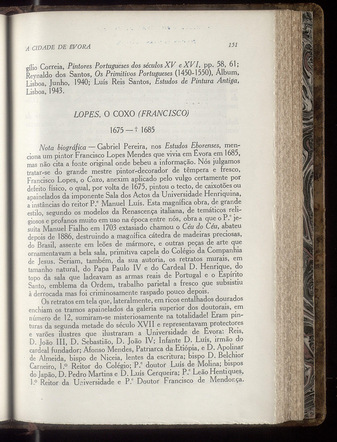 A CIDADE DE ÉVORA 151
gílio Correia, Pintores Portugueses dos séculos XV e XVI, pp. 58, 61;
Reynaldo dos Santos, Os Primitivos Portugueses (1450-1550), Álbum,
Lisboa, Junho, 1940; Luís Reis Santos, Estudos de Pintura Antiga,
Lisboa, 1943.
LOPES, O COXO (FRANCISCO)
1675 — † 1685
Nota biográfica — Gabriel Pereira, nos Estudos Eborenses, men-
ciona um pintor Francisco Lopes Mendes que vivia em Évora em 1685,
mas não cita a fonte original onde bebeu a informação. Nós julgamos
tratar-se do grande mestre pintor-decorador de têmpera e fresco,
Francisco Lopes, o Coxo, anexim aplicado pelo vulgo certamente por
defeito físico, o qual, por volta de 1675, pintou o tecto, de caixotões ou
apainelados da imponente Sala dos Actos da Universidade Henriquina,
a instâncias do reitor P.e Manuel Luís. Esta magnífica obra, de grande
estilo, segundo os modelos da Renascença italiana, de temáticos reli-
giosos e profanos muito em uso na época entre nós, obra a que o P.e je-
suíta Manuel Fialho em 1703 extasiado chamou o Céu do Céu, abateu
depois de 1886, destruindo a magnífica cátedra de madeiras preciosas,
do Brasil, assente em leões de mármore, e outras peças de arte que
ornamentavam a bela sala, primitiva capela do Colégio da Companhia
de Jesus. Seriam, também, da sua autoria, os retratos murais, em
tamanho natural, do Papa Paulo IV e do Cardeal D. Henrique, do
topo da sala que ladeavam as armas reais de Portugal e o Espírito
Santo, emblema da Ordem, trabalho parietal a fresco que subsistiu
à derrocada mas foi criminosamente raspado pouco depois.
Os retratos em tela que, lateralmente, em ricos entalhados dourados
enchiam os tramos apainelados da galeria superior dos doutorais, em
número de 12, sumiram-se misteriosamente na totalidade! Eram pin-
turas da segunda metade do século XVII e representavam protectores
e varões ilustres que ilustraram a Universidade de Évora: Reis,
D. João III, D. Sebastião, D. João IV; Infante D. Luís, irmão do
cardeal fundador; Afonso Mendes, Patriarca da Etiópia, e D. Apolinar
de Almeida, bispo de Niceia, lentes da escritura; bispo D. Belchior
Carneiro, 1.º Reitor do Colégio; P.e doutor Luís de Molina; bispos
do Japão, D. Pedro Martins e D. Luís Cerqueira; P.e Leão Henriques,
1.º Reitor da Universidade e P.e Doutor Francisco de Mendonça.